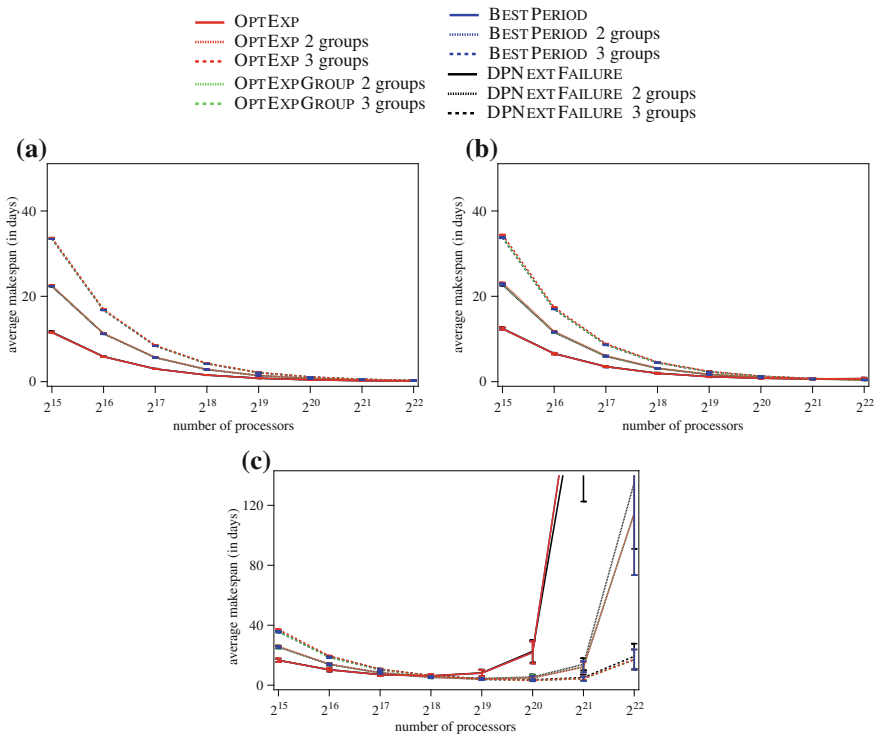 OPTEXP
OPTEXP 2 groups
OPTEXP 3 groups
OPTEXPGROUP 2 groups
OPTEXPGROUP 3 groups
BESTPERIOD
BESTPERIOD 2 groups
BESTPERIOD 3 groups
DPNEXTFAILURE
DPNEXTFAILURE 2 groups
DPNEXTFAILURE 3 groups
(a)
average makespan (in days)
40
20
0
2^15 2^16 2^17 2^18 2^19 2^20 2^21 2^22
number of processors
(b)
average makespan (in days)
40
20
0
2^15 2^16 2^17 2^18 2^19 2^20 2^21 2^22
number of processors
(c)
average makespan (in days)
120
80
40
0
2^15 2^16 2^17 2^18 2^19 2^20 2^21 2^22
number of processors